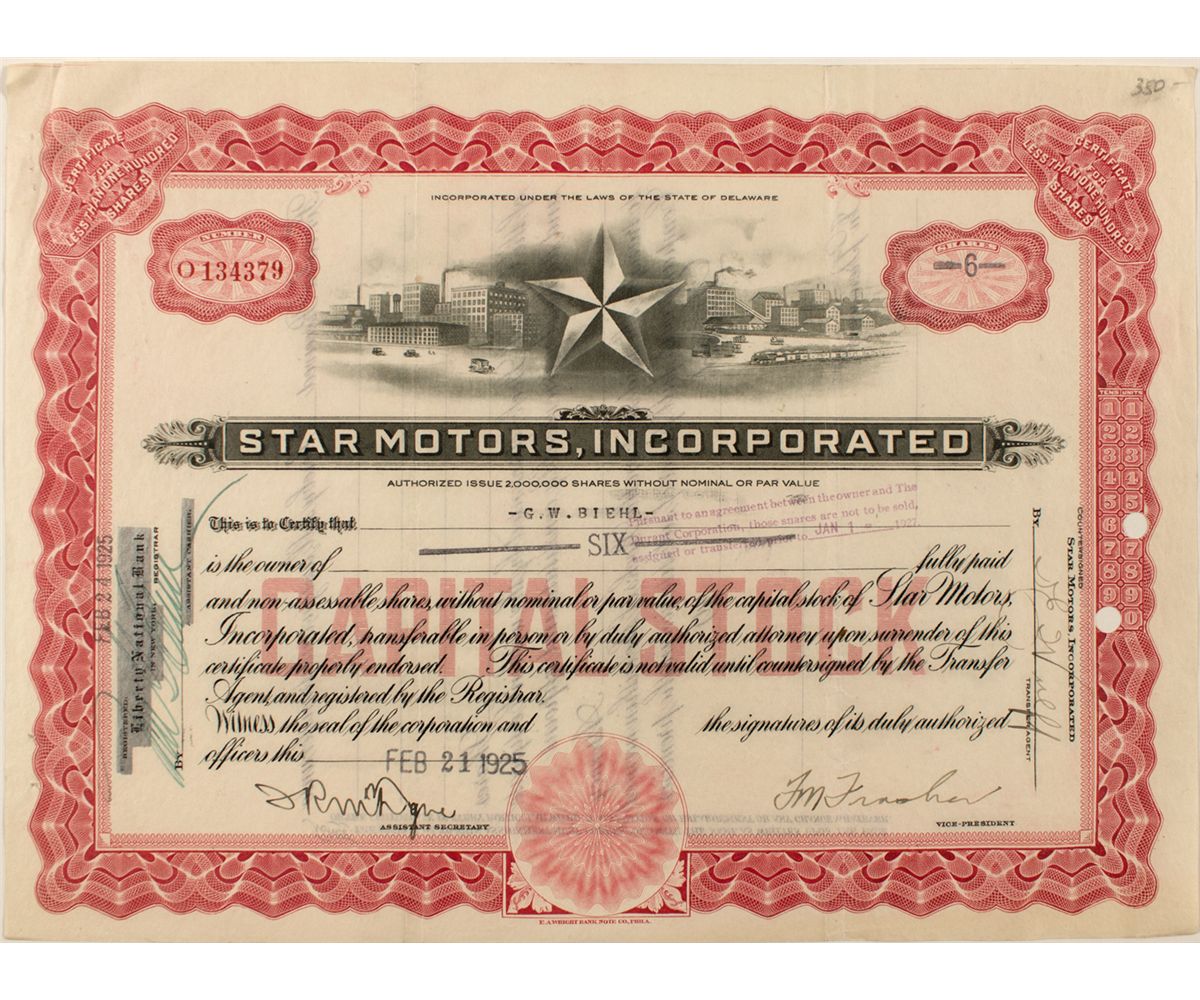 350-
CERTIFICATE
FOR
LESS THAN ONE HUNDRED
SHARES
CERTIFICATE
FOR
LESS THAN ONE HUNDRED
SHARES
INCORPORATED UNDER THE LAWS OF THE STATE OF DELAWARE
NUMBER
O134379
SHARES
-6-
STAR MOTORS, INCORPORATED
AUTHORIZED ISSUE 2,000,000 SHARES WITHOUT NOMINAL OR PAR VALUE
This is to Certify that -G.W.BIEHL-
Pursuant to an agreement between the owner and The
Durant Corporation, those shares are not to be sold,
assigned or transferred prior to JAN 1 - 1927.
SIX
is the owner of fully paid
CAPITAL STOCK
and non-assessable shares, without nominal or par value, of the capital stock of Star Motors,
Incorporated, transferable in person or by duly authorized attorney upon surrender of this
certificate properly endorsed. This certificate is not valid until countersigned by the Transfer
Agent, and registered by the Registrar.
Witness the seal of the corporation and the signatures of its duly authorized
officers this FEB 21 1925
ASSISTANT SECRETARY
VICE-PRESIDENT
FEB 24 1925
REGISTERED
Liberty National Bank
IN NEW YORK, REGISTRAR
BY
ASSISTANT CASHIER.
COUNTERSIGNED
STAR MOTORS, INCORPORATED
TRANSFER AGENT
By
TENS UNITS
1 1
2 2
3 3
4 4
5 5
6 6
7 7
8 8
9 9
0
E.A.WRIGHT BANK NOTE CO., PHILA.